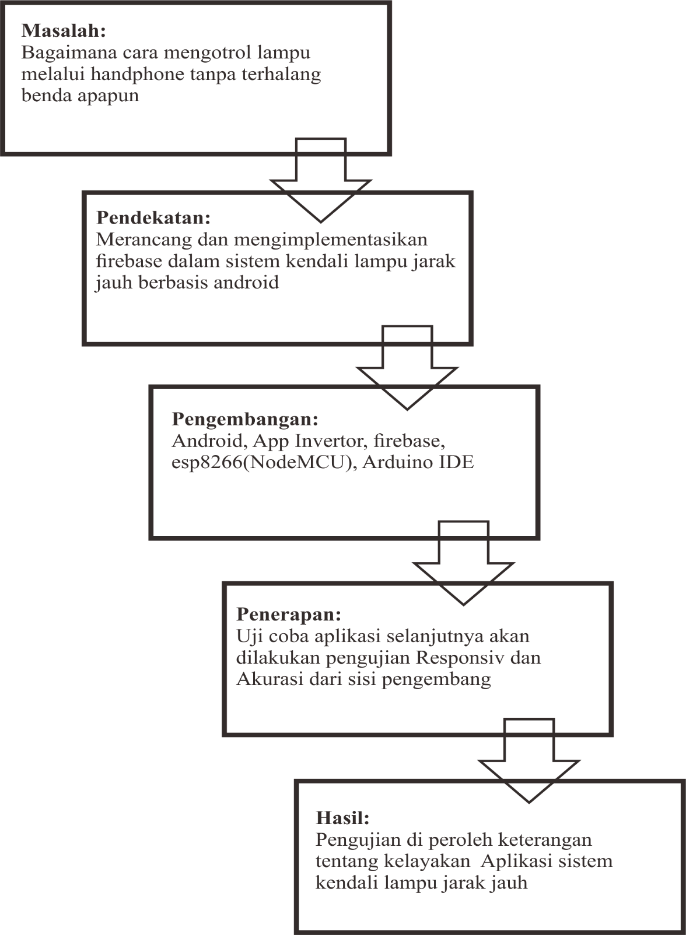 Masalah:
Bagaimana cara mengotrol lampu
melalui handphone tanpa terhalang
benda apapun
Pendekatan:
Merancang dan mengimplementasikan
firebase dalam sistem kendali lampu jarak
jauh berbasis android
Pengembangan:
Android, App Invertor, firebase,
esp8266(NodeMCU), Arduino IDE
Penerapan:
Uji coba aplikasi selanjutnya akan
dilakukan pengujian Responsiv dan
Akurasi dari sisi pengembang
Hasil:
Pengujian di peroleh keterangan
tentang kelayakan Aplikasi sistem
kendali lampu jarak jauh